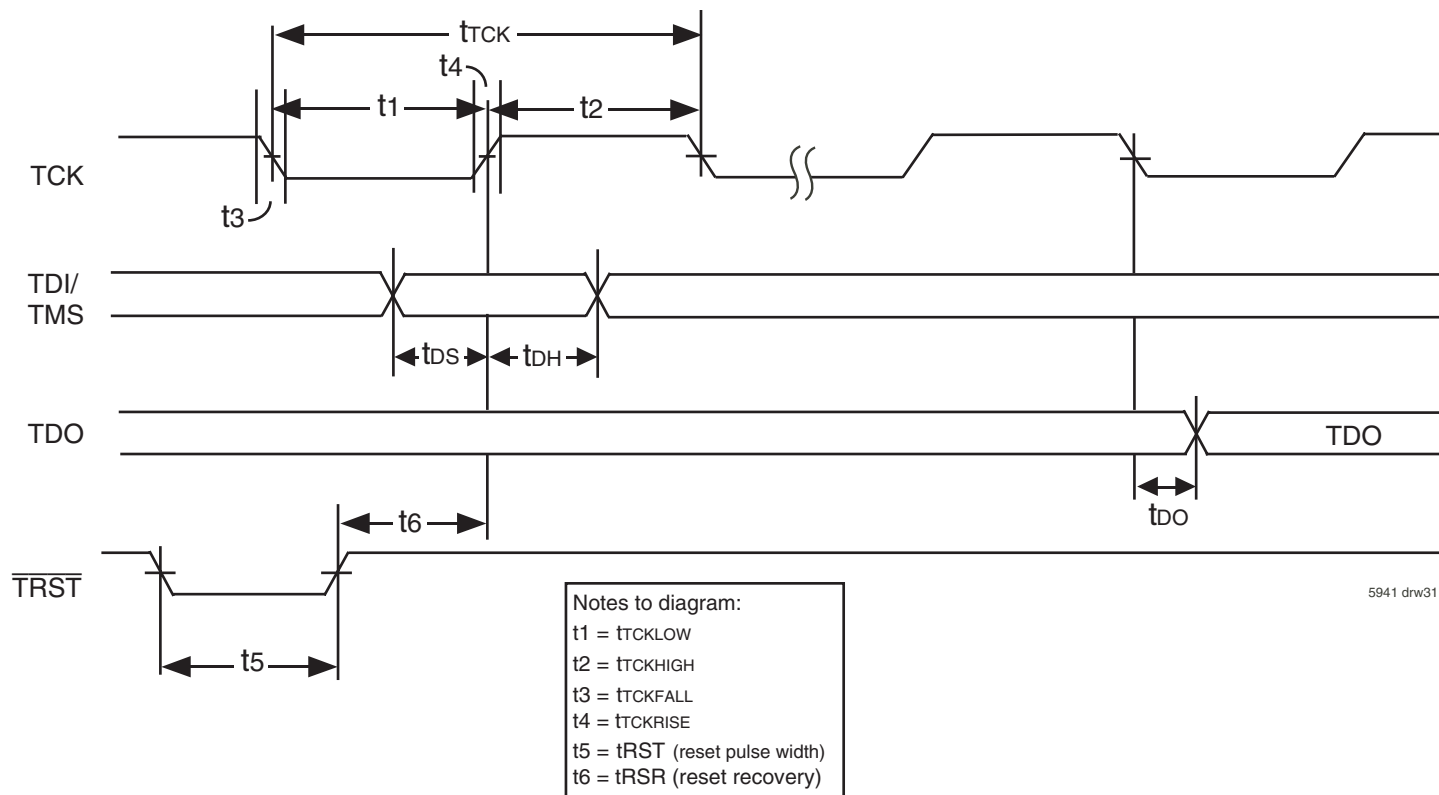 tTCK
t4
t1
t2
TCK
t3
TDI/
TMS
tDS
tDH
TDO
TDO
tDO
t6
TRST
5941 drw31
t5
Notes to diagram:
t1 = tTCKLOW
t2 = tTCKHIGH
t3 = tTCKFALL
t4 = tTCKRISE
t5 = tRST (reset pulse width)
t6 = tRSR (reset recovery)